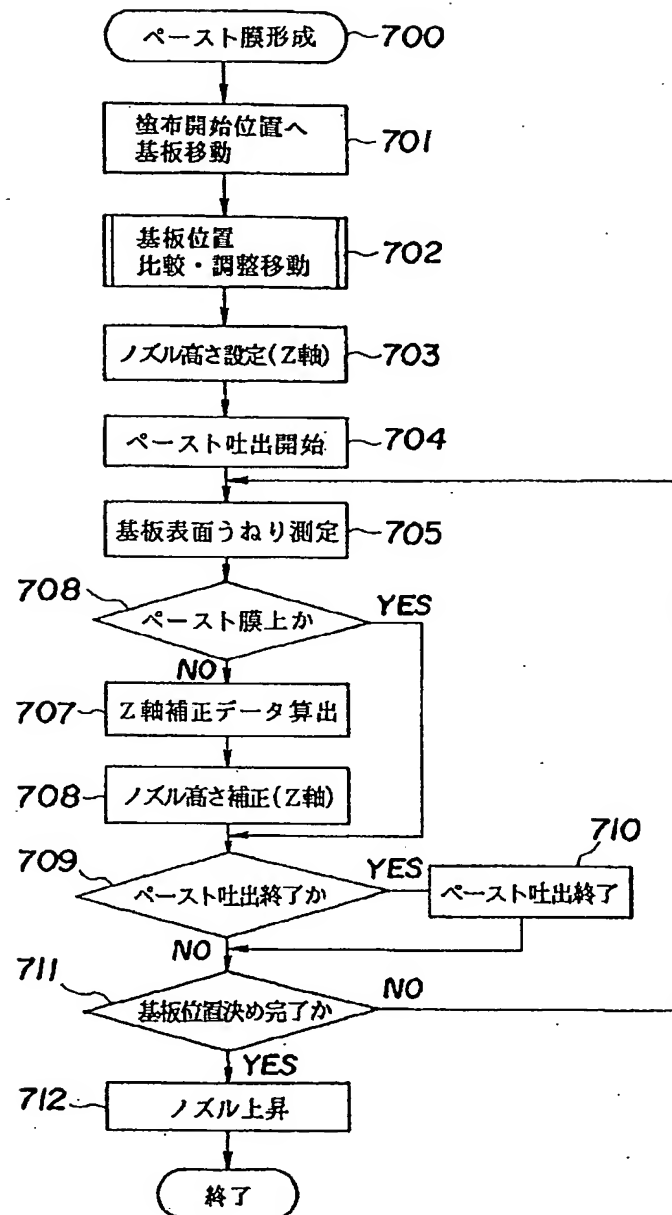 ペースト膜形成
700
塗布開始位置へ
基板移動
701
基板位置
比較・調整移動
702
ノズル高さ設定(Z軸)
703
ペースト吐出開始
704
基板表面うねり測定
705
708
ペースト膜上か
YES
NO
707
Z軸補正データ算出
708
ノズル高さ補正(Z軸)
709
ペースト吐出終了か
YES
710
ペースト吐出終了
NO
711
基板位置決め完了か
NO
YES
712
ノズル上昇
終了